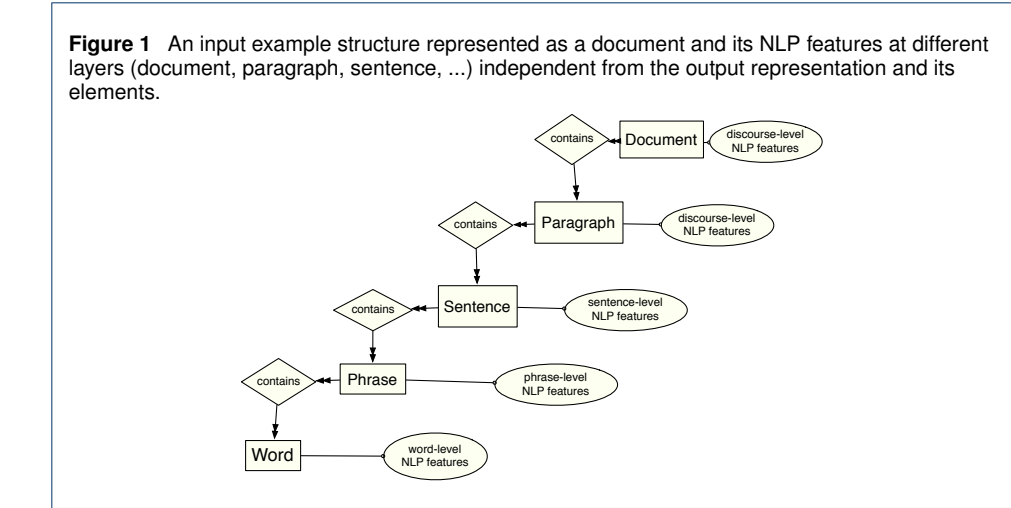 Figure 1 An input example structure represented as a document and its NLP features at different
layers (document, paragraph, sentence, ...) independent from the output representation and its
elements.
contains
Document
discourse-level
NLP features
contains
Paragraph
discourse-level
NLP features
contains
Sentence
sentence-level
NLP features
contains
Phrase
phrase-level
NLP features
Word
word-level
NLP features